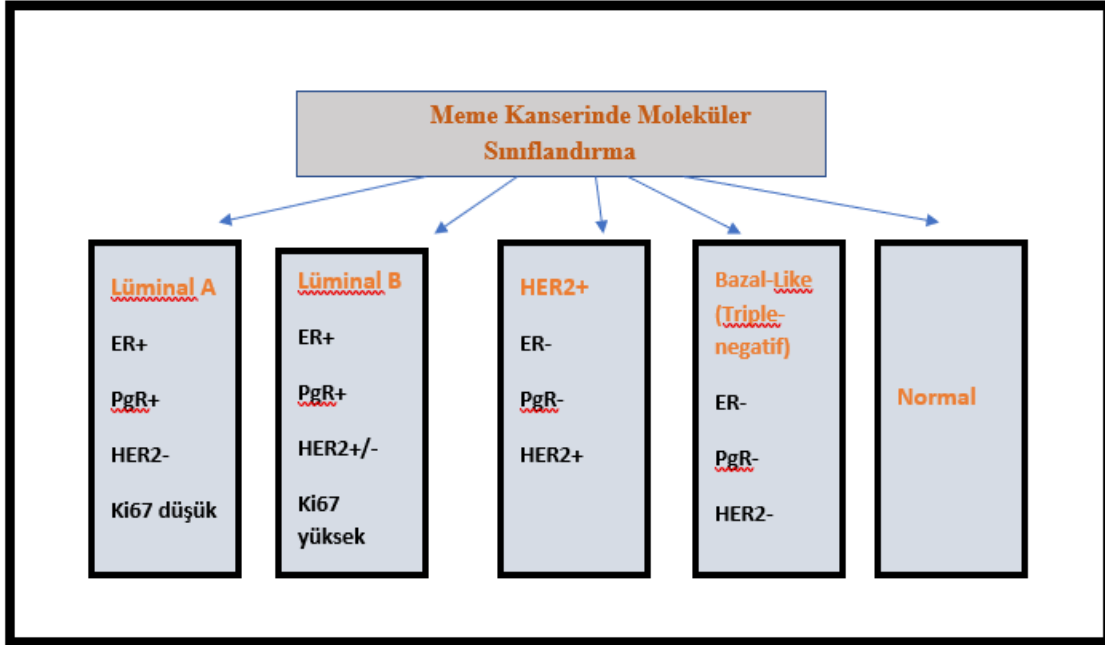 Meme Kanserinde Moleküler
Sınıflandırma
Lüminal A
ER+
PgR+
HER2-
Ki67 düşük
Lüminal B
ER+
PgR+
HER2+/-
Ki67
yüksek
HER2+
ER-
PgR-
HER2+
Bazal-Like
(Triple-
negatif)
ER-
PgR-
HER2-
Normal